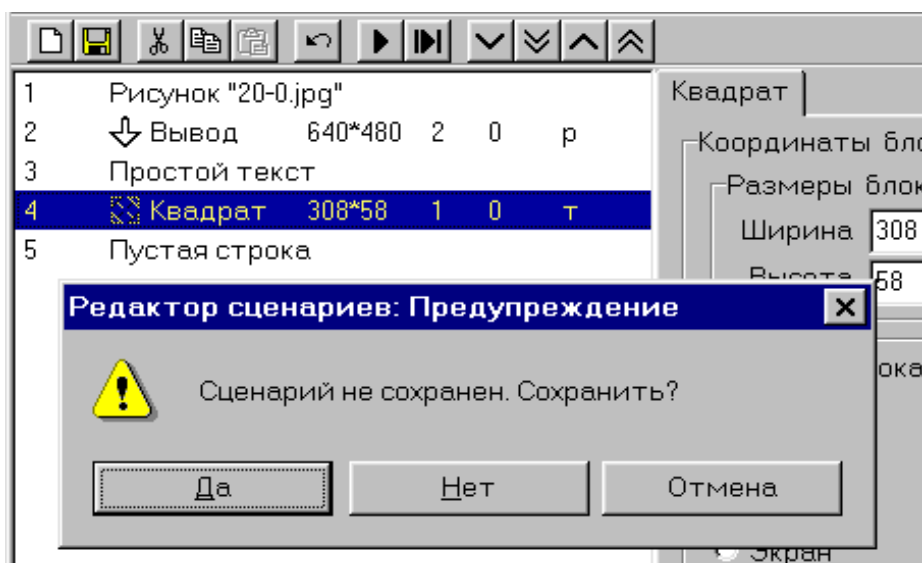 1 Рисунок "20-0.jpg"
2 Вывод 640*480 2 0 р
3 Простой текст
4 Квадрат 308*58 1 0 т
5 Пустая строка
Квадрат
Координаты бло
Размеры блок
Ширина 308
Высота 58
ока
Редактор сценариев: Предупреждение
Сценарий не сохранен. Сохранить?
Да Нет Отмена
Экран